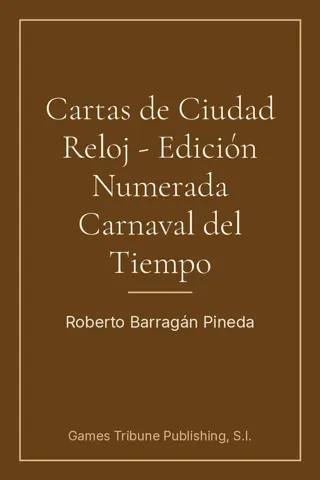 Cartas de Ciudad
Reloj - Edición
Numerada
Carnaval del
Tiempo
Roberto Barragán Pineda
Games Tribune Publishing, S.l.